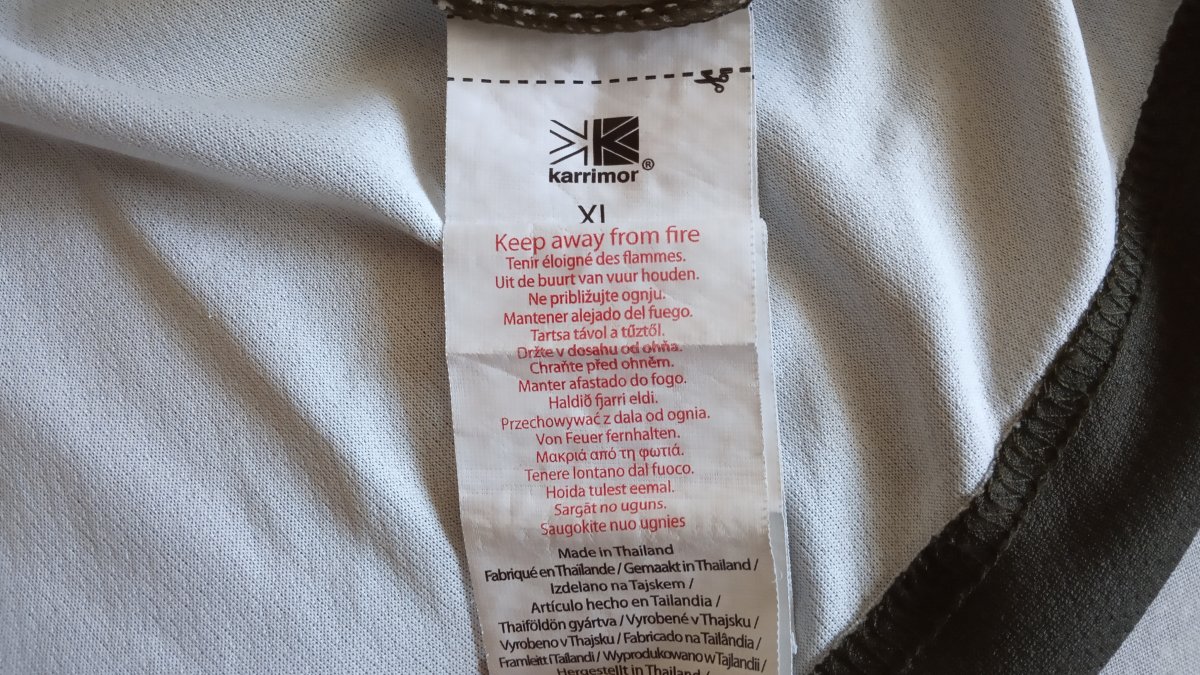 karrimor®
XL
Keep away from fire
Tenir éloigné des flammes.
Uit de buurt van vuur houden.
Ne približujte ognju.
Mantener alejado del fuego.
Tartsa távol a tűztől.
Držte v dosahu od ohňa.
Chraňte před ohněm.
Manter afastado do fogo.
Haldið fjarri eldi.
Przechowywać z dala od ognia.
Von Feuer fernhalten.
Μακριά από τη φωτιά.
Tenere lontano dal fuoco.
Hoida tulest eemal.
Sargāt no uguns.
Saugokite nuo ugnies
Made in Thailand
Fabriqué en Thaïlande / Gemaakt in Thailand /
Izdelano na Tajskem /
Artículo hecho en Tailandia /
Thaiföldön gyártva / Vyrobené v Thajsku /
Vyrobeno v Thajsku / Fabricado na Tailândia /
Framleitt í Taílandi / Wyprodukowano w Tajlandii /
Hergestellt in Thailand /